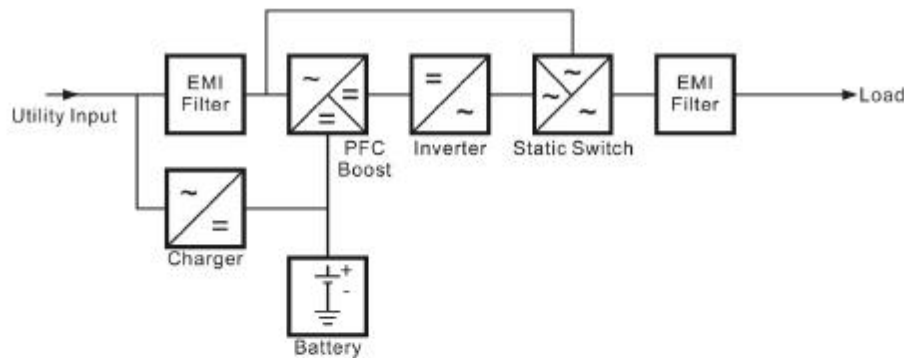 EMI
Filter
Utility Input
PFC
Boost
Inverter
Static Switch
EMI
Filter
Load
Charger
+
-
Battery